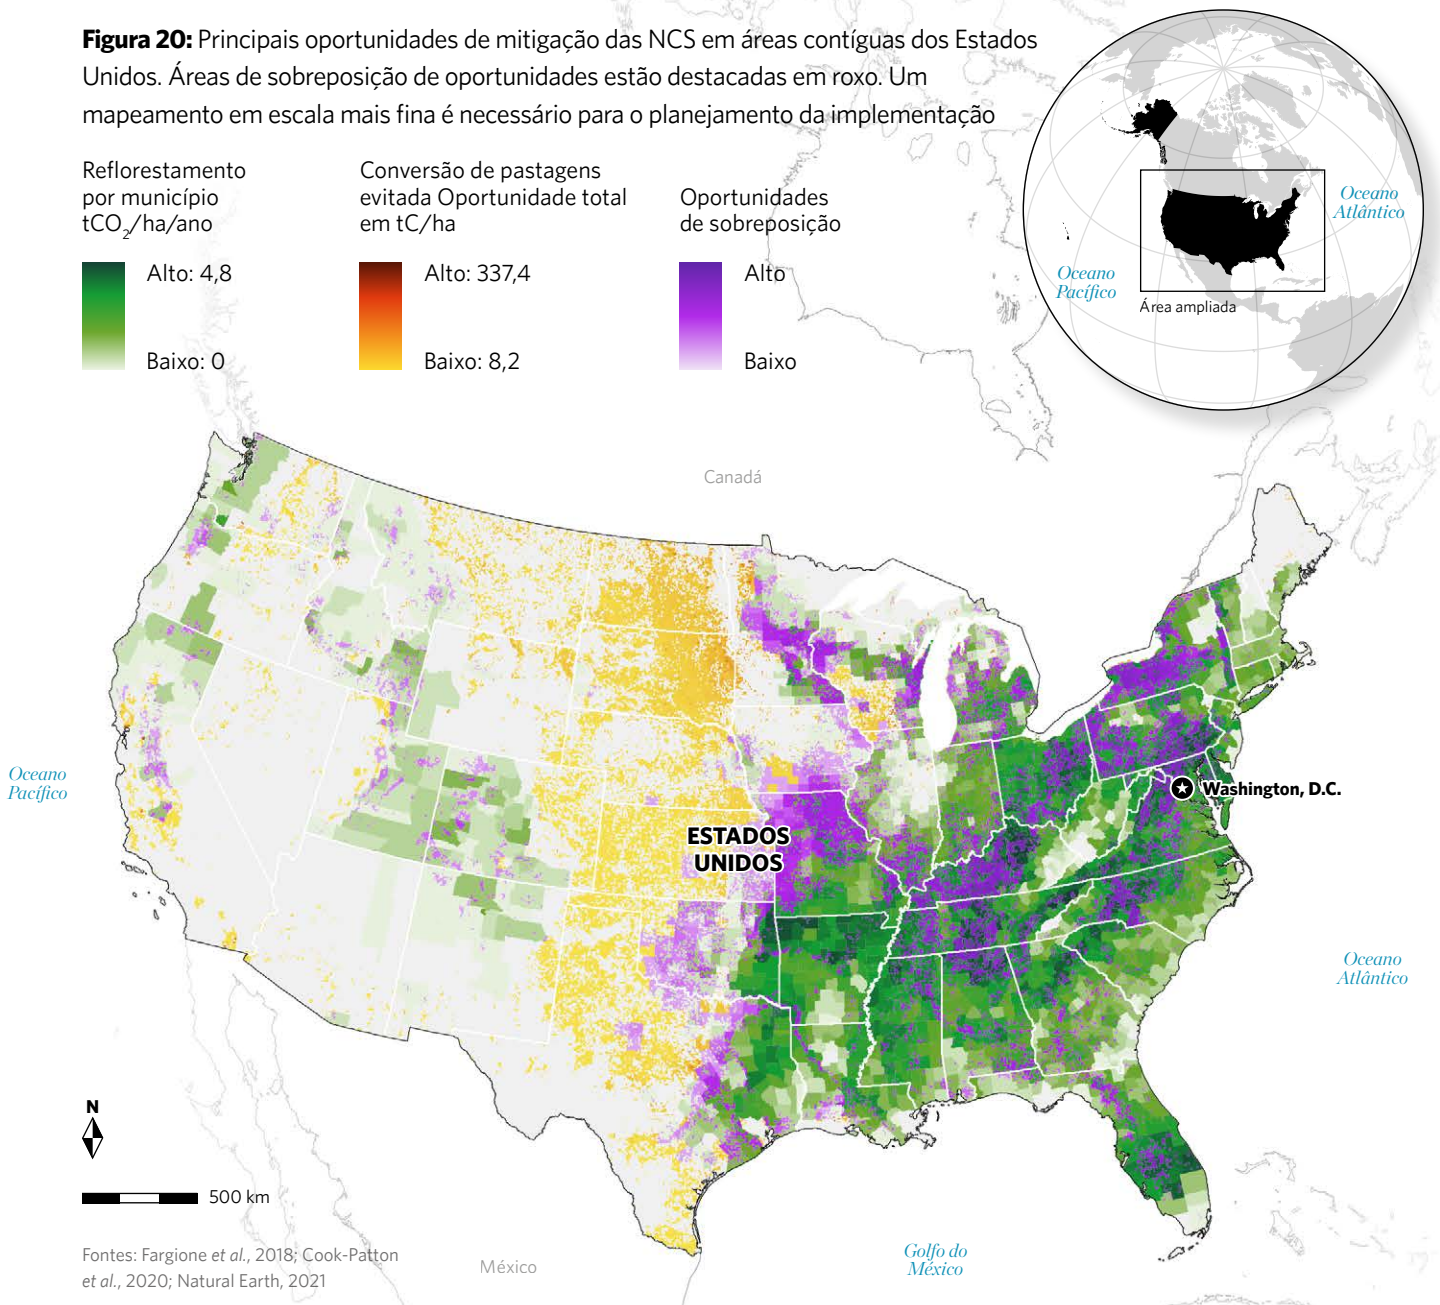 Figura 20: Principais oportunidades de mitigação das NCS em áreas contíguas dos Estados
Unidos. Áreas de sobreposição de oportunidades estão destacadas em roxo. Um
mapeamento em escala mais fina é necessário para o planejamento da implementação
Reflorestamento
por município
tCO2/ha/ano
Alto: 4,8
Baixo: 0
Conversão de pastagens
evitada Oportunidade total
em tC/ha
Alto: 337,4
Baixo: 8,2
Oportunidades
de sobreposição
Alto
Baixo
Oceano
Atlântico
Oceano
Pacífico
Área ampliada
Canadá
Oceano
Pacífico
Washington, D.C.
ESTADOS
UNIDOS
Oceano
Atlântico
N
500 km
Golfo do
México
México
Fontes: Fargione et al., 2018; Cook-Patton
et al., 2020; Natural Earth, 2021